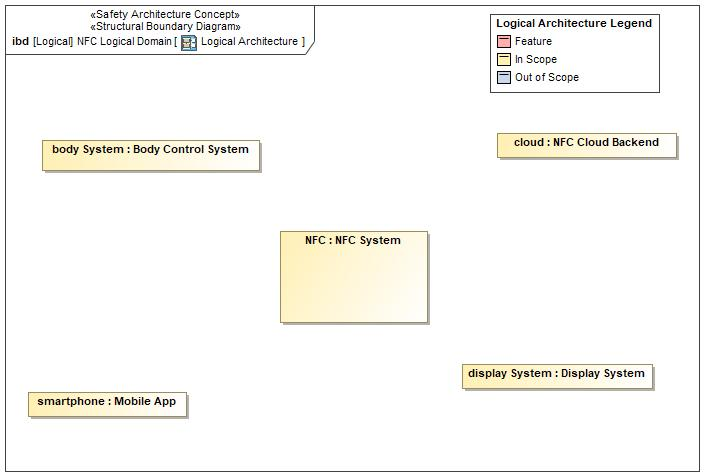 «Safety Architecture Concept»
«Structural Boundary Diagram»
ibd [Logical] NFC Logical Domain [ Logical Architecture ]
Logical Architecture Legend
Feature
In Scope
Out of Scope
body System : Body Control System
cloud : NFC Cloud Backend
NFC : NFC System
display System : Display System
smartphone : Mobile App